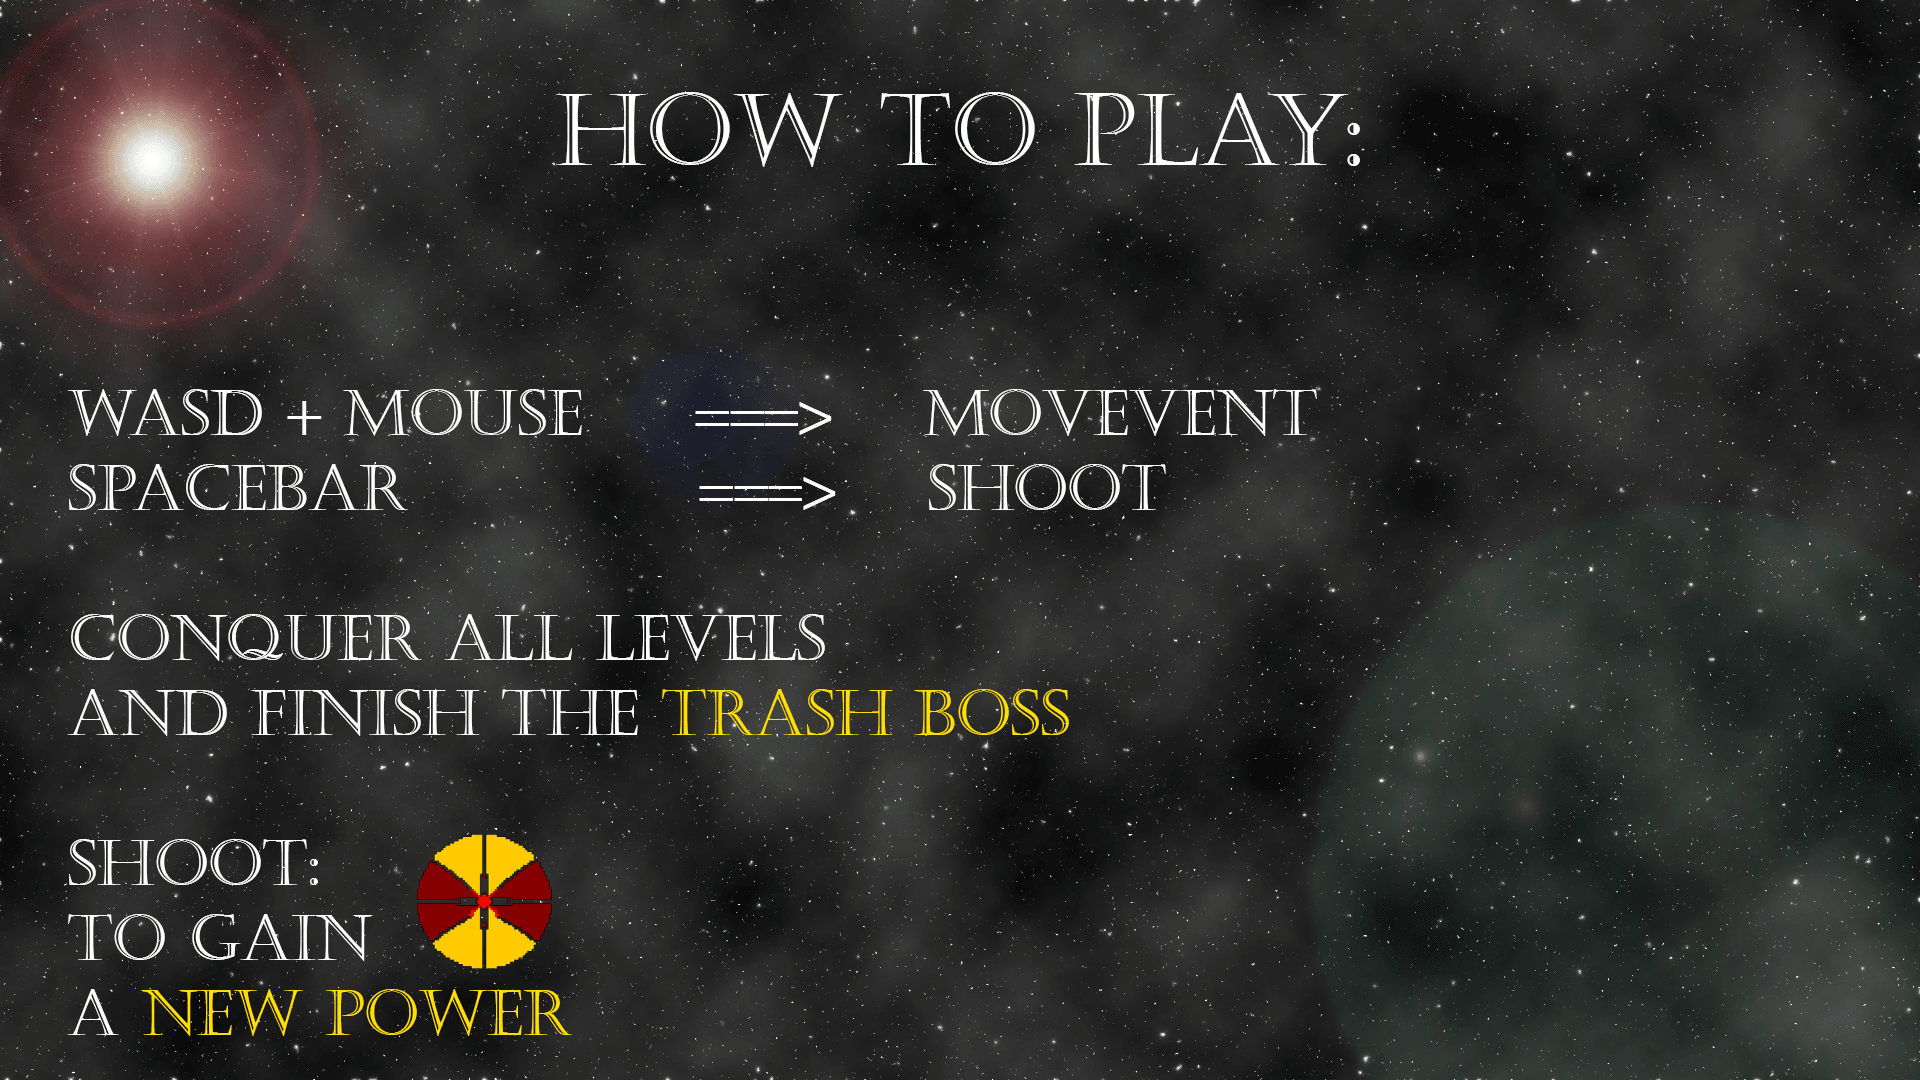 HOW TO PLAY:
WASD + MOUSE ===> MOVEVENT
SPACEBAR ===> SHOOT
CONQUER ALL LEVELS
AND FINISH THE TRASH BOSS
SHOOT:
TO GAIN
A NEW POWER